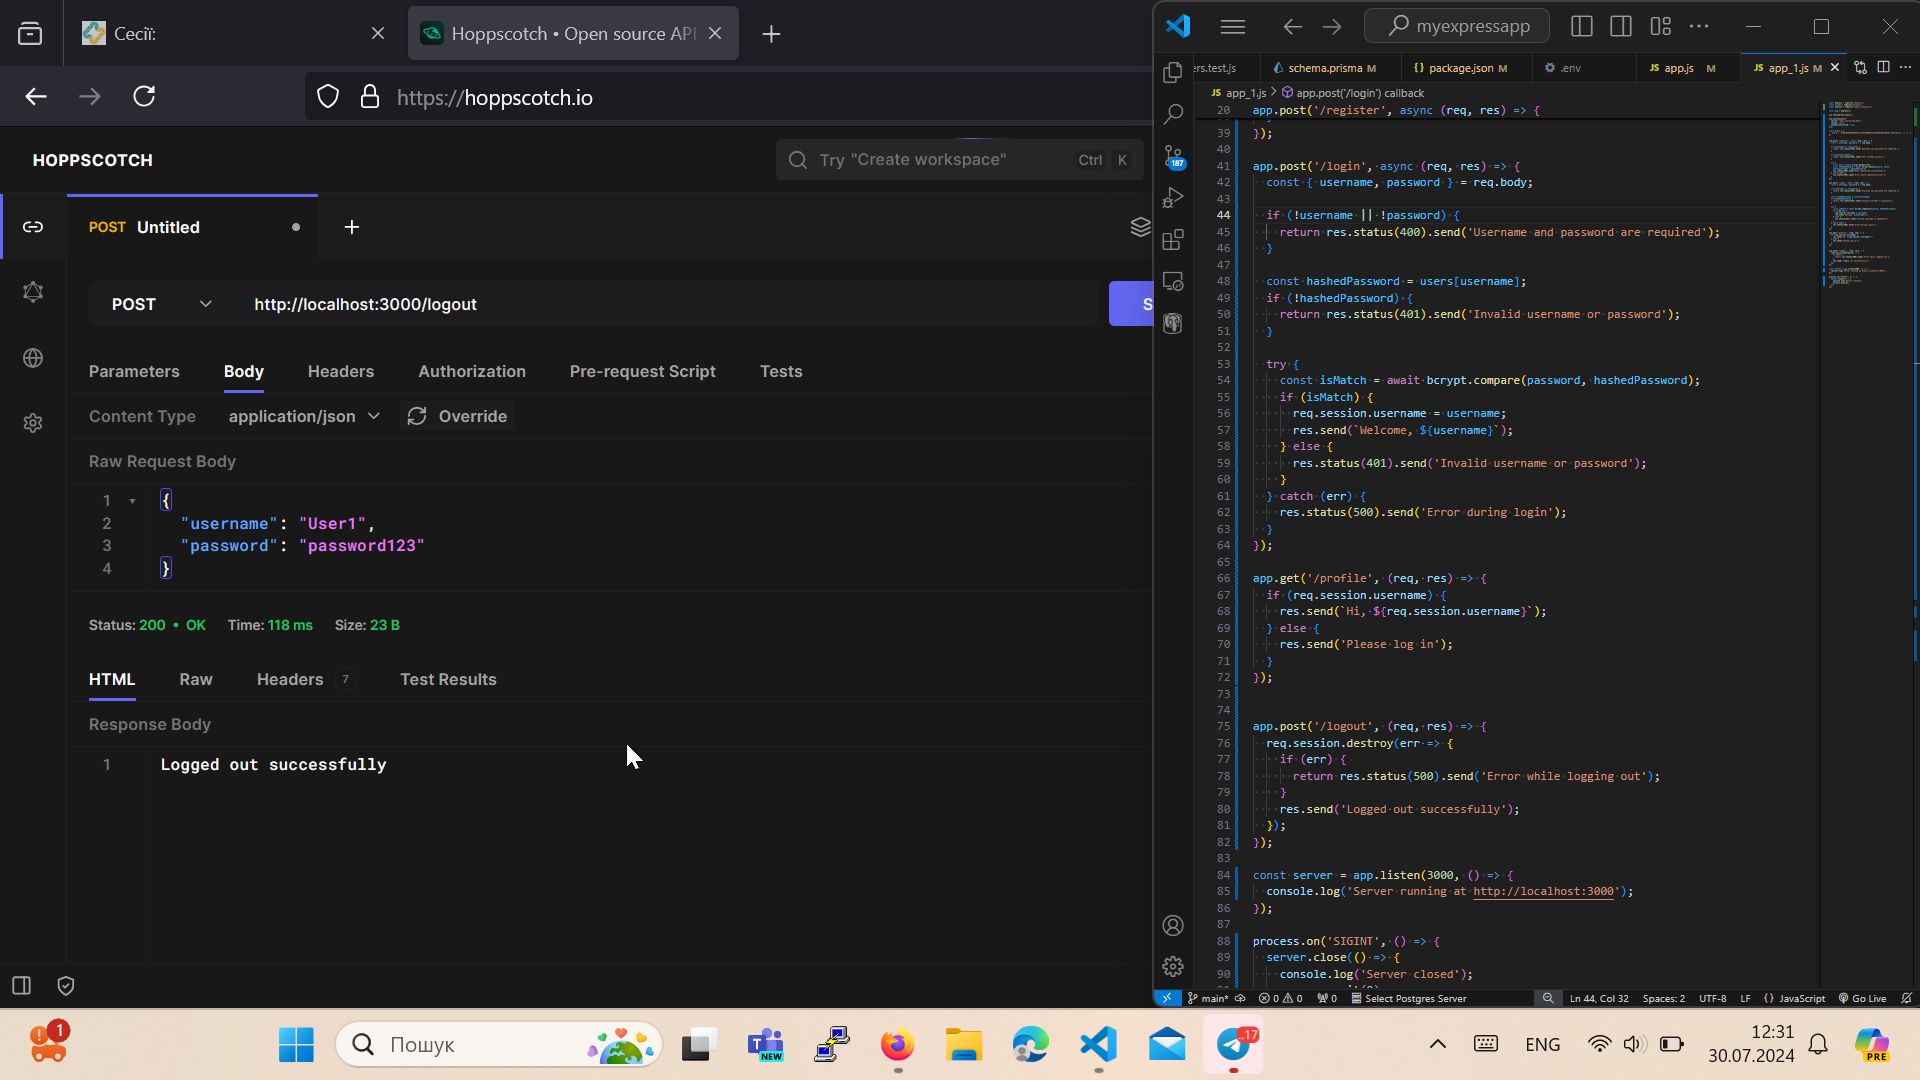 Сесії:
Hoppscotch • Open source API
https://hoppscotch.io
HOPPSCOTCH
Try "Create workspace"
Ctrl K
POST Untitled
POST
http://localhost:3000/logout
S
Parameters
Body
Headers
Authorization
Pre-request Script
Tests
Content Type
application/json
Override
Raw Request Body
1 {
2 "username": "User1",
3 "password": "password123"
4 }
Status: 200 • OK Time: 118 ms Size: 23 B
HTML
Raw
Headers 7
Test Results
Response Body
1 Logged out successfully
myexpressapp
ers.test.js
schema.prisma M
package.json M
.env
JS app.js M
JS app_1.js M
JS app_1.js > app.post('/login') callback
187
20 app.post('/register', async (req, res) => {
39 });
40
41 app.post('/login', async (req, res) => {
42 const { username, password } = req.body;
43
44 if (!username || !password) {
45 return res.status(400).send('Username and password are required');
46 }
47
48 const hashedPassword = users[username];
49 if (!hashedPassword) {
50 return res.status(401).send('Invalid username or password');
51 }
52
53 try {
54 const isMatch = await bcrypt.compare(password, hashedPassword);
55 if (isMatch) {
56 req.session.username = username;
57 res.send(`Welcome, ${username}`);
58 } else {
59 res.status(401).send('Invalid username or password');
60 }
61 } catch (err) {
62 res.status(500).send('Error during login');
63 }
64 });
65
66 app.get('/profile', (req, res) => {
67 if (req.session.username) {
68 res.send(`Hi, ${req.session.username}`);
69 } else {
70 res.send('Please log in');
71 }
72 });
73
74
75 app.post('/logout', (req, res) => {
76 req.session.destroy(err => {
77 if (err) {
78 return res.status(500).send('Error while logging out');
79 }
80 res.send('Logged out successfully');
81 });
82 });
83
84 const server = app.listen(3000, () => {
85 console.log('Server running at http://localhost:3000');
86 });
87
88 process.on('SIGINT', () => {
89 server.close(() => {
90 console.log('Server closed');
main*
0 0
0
Select Postgres Server
Ln 44, Col 32
Spaces: 2
UTF-8
LF
{} JavaScript
Go Live
1
Пошук
NEW
..17
ENG
12:31
30.07.2024
PRE